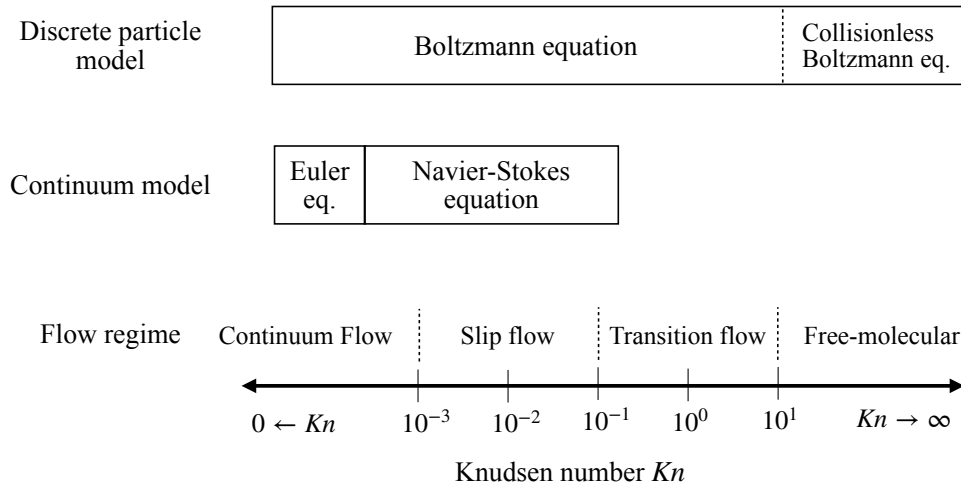 Discrete particle
model
Boltzmann equation
Collisionless
Boltzmann eq.
Continuum model
Euler
eq.
Navier-Stokes
equation
Flow regime
Continuum Flow
Slip flow
Transition flow
Free-molecular
0 ← Kn
10⁻³
10⁻²
10⁻¹
10⁰
10¹
Kn → ∞
Knudsen number Kn